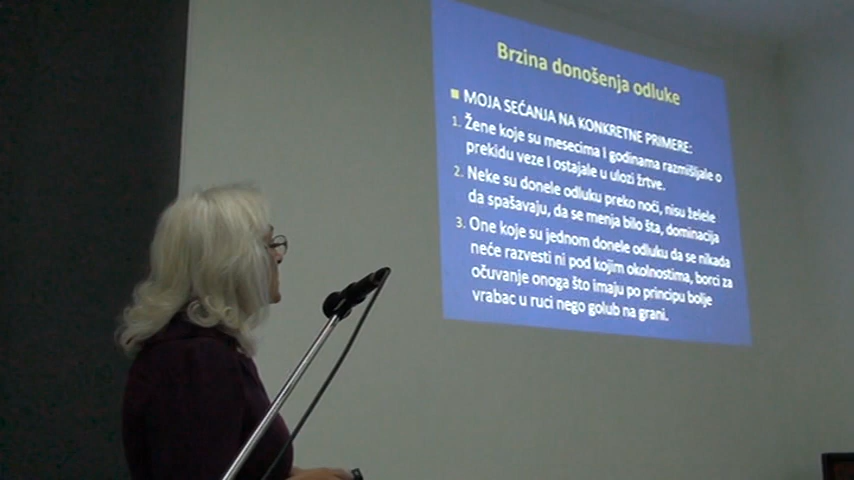 Brzina donošenja odluke
MOJA SEĆANJA NA KONKRETNE PRIMERE:
1. Žene koje su mesecima I godinama razmišljale o
prekidu veze I ostajale u ulozi žrtve.
2. Neke su donele odluku preko noći, nisu želele
da spašavaju, da se menja bilo šta, dominacija
3. One koje su jednom donele odluku da se nikada
neće razvesti ni pod kojim okolnostima, borci za
očuvanje onoga što imaju po principu bolje
vrabac u ruci nego golub na grani.